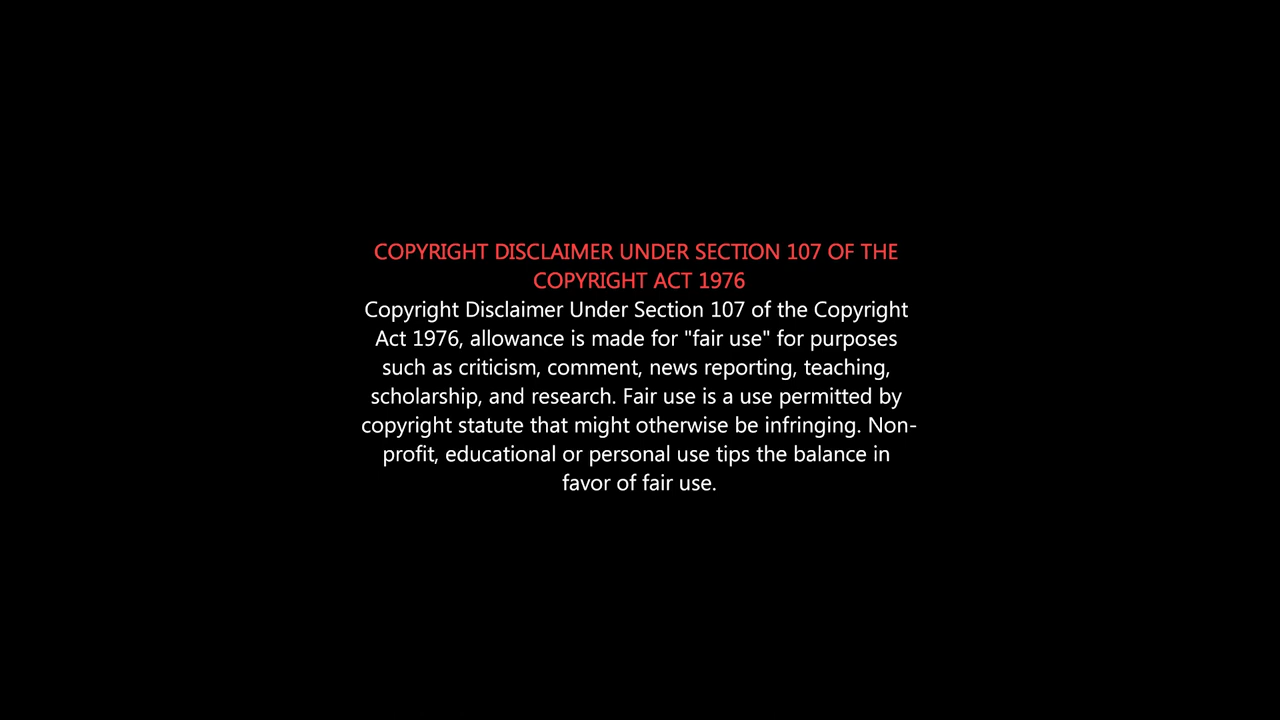 COPYRIGHT DISCLAIMER UNDER SECTION 107 OF THE
COPYRIGHT ACT 1976
Copyright Disclaimer Under Section 107 of the Copyright
Act 1976, allowance is made for "fair use" for purposes
such as criticism, comment, news reporting, teaching,
scholarship, and research. Fair use is a use permitted by
copyright statute that might otherwise be infringing. Non-
profit, educational or personal use tips the balance in
favor of fair use.